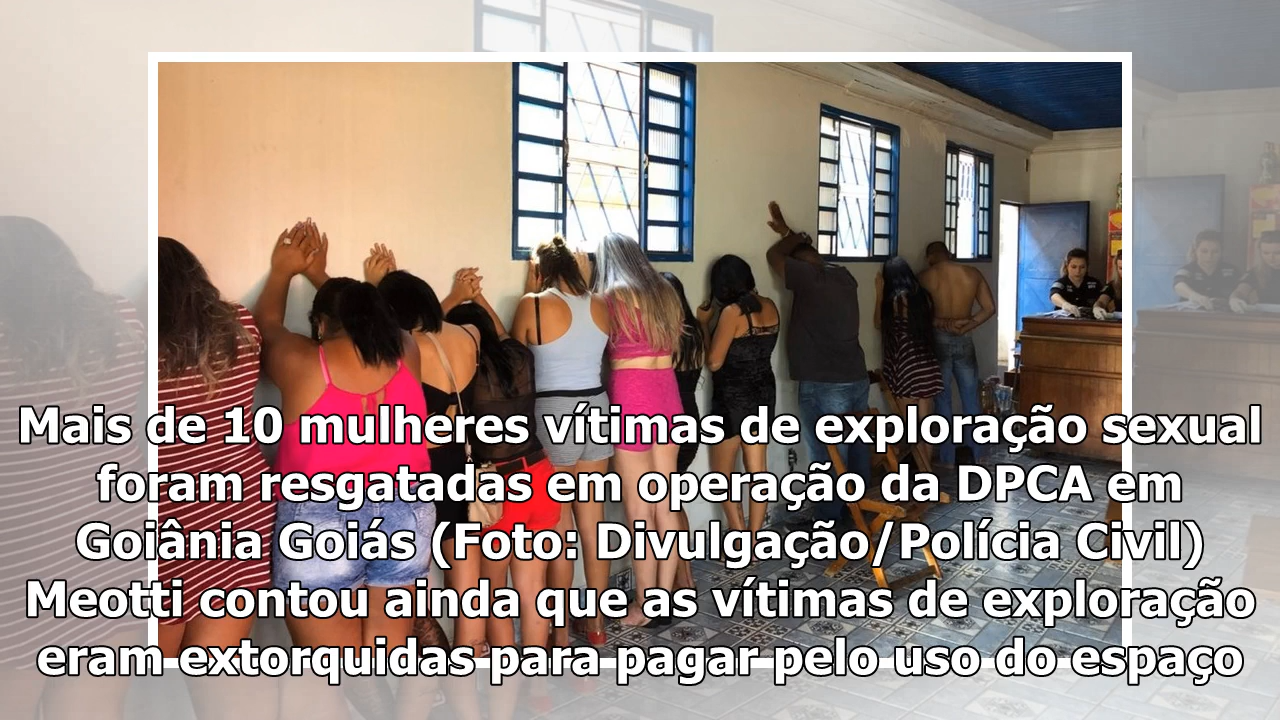 Mais de 10 mulheres vítimas de exploração sexual
foram resgatadas em operação da DPCA em
Goiânia Goiás (Foto: Divulgação/Polícia Civil)
Meotti contou ainda que as vítimas de exploração
eram extorquidas para pagar pelo uso do espaço